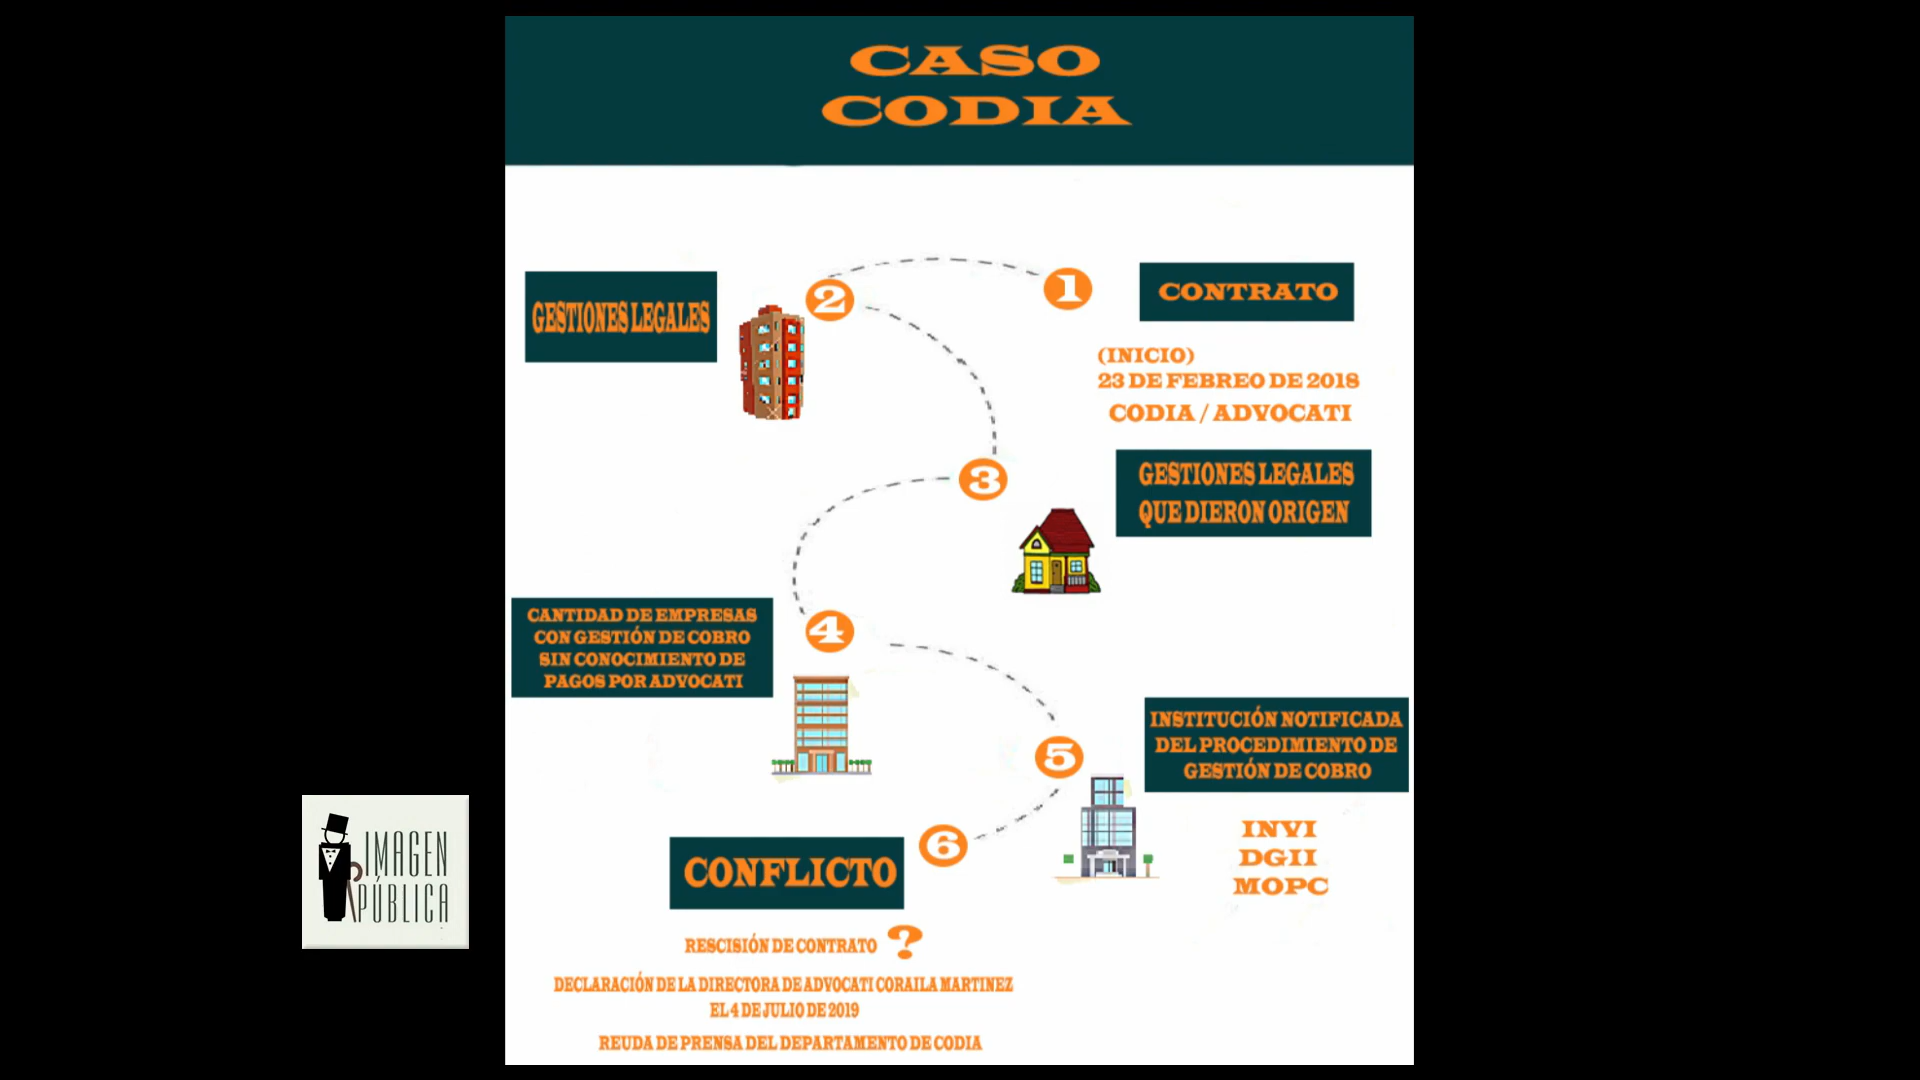 CASO
CODIA
1
CONTRATO
(INICIO)
23 DE FEBREO DE 2018
CODIA / ADVOCATI
2
GESTIONES LEGALES
3
GESTIONES LEGALES
QUE DIERON ORIGEN
4
CANTIDAD DE EMPRESAS
CON GESTIÓN DE COBRO
SIN CONOCIMIENTO DE
PAGOS POR ADVOCATI
5
INSTITUCIÓN NOTIFICADA
DEL PROCEDIMIENTO DE
GESTIÓN DE COBRO
INVI
DGII
MOPC
6
CONFLICTO
RESCISIÓN DE CONTRATO ?
DECLARACIÓN DE LA DIRECTORA DE ADVOCATI CORAILA MARTINEZ
EL 4 DE JULIO DE 2019
REUDA DE PRENSA DEL DEPARTAMENTO DE CODIA
IMAGEN
PÚBLICA